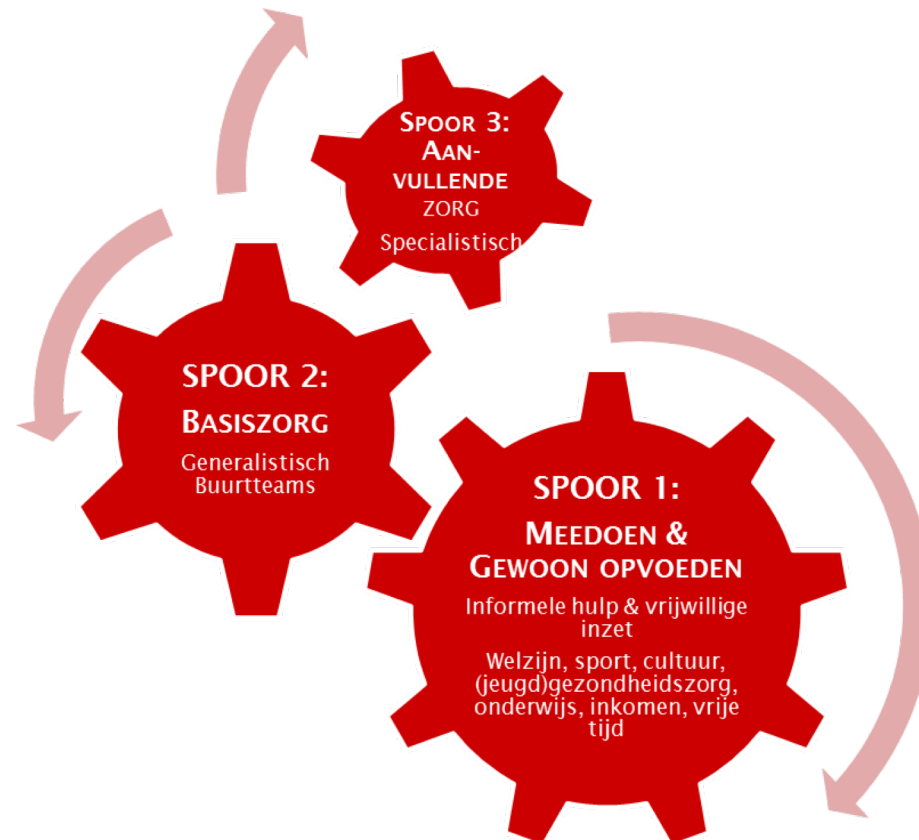 SPOOR 3:
AAN-
VULLENDE
ZORG
Specialistisch
SPOOR 2:
BASISZORG
Generalistisch
Buurtteams
SPOOR 1:
MEEDOEN &
GEWOON OPVOEDEN
Informele hulp & vrijwillige
inzet
Welzijn, sport, cultuur,
(jeugd)gezondheidszorg,
onderwijs, inkomen, vrije
tijd